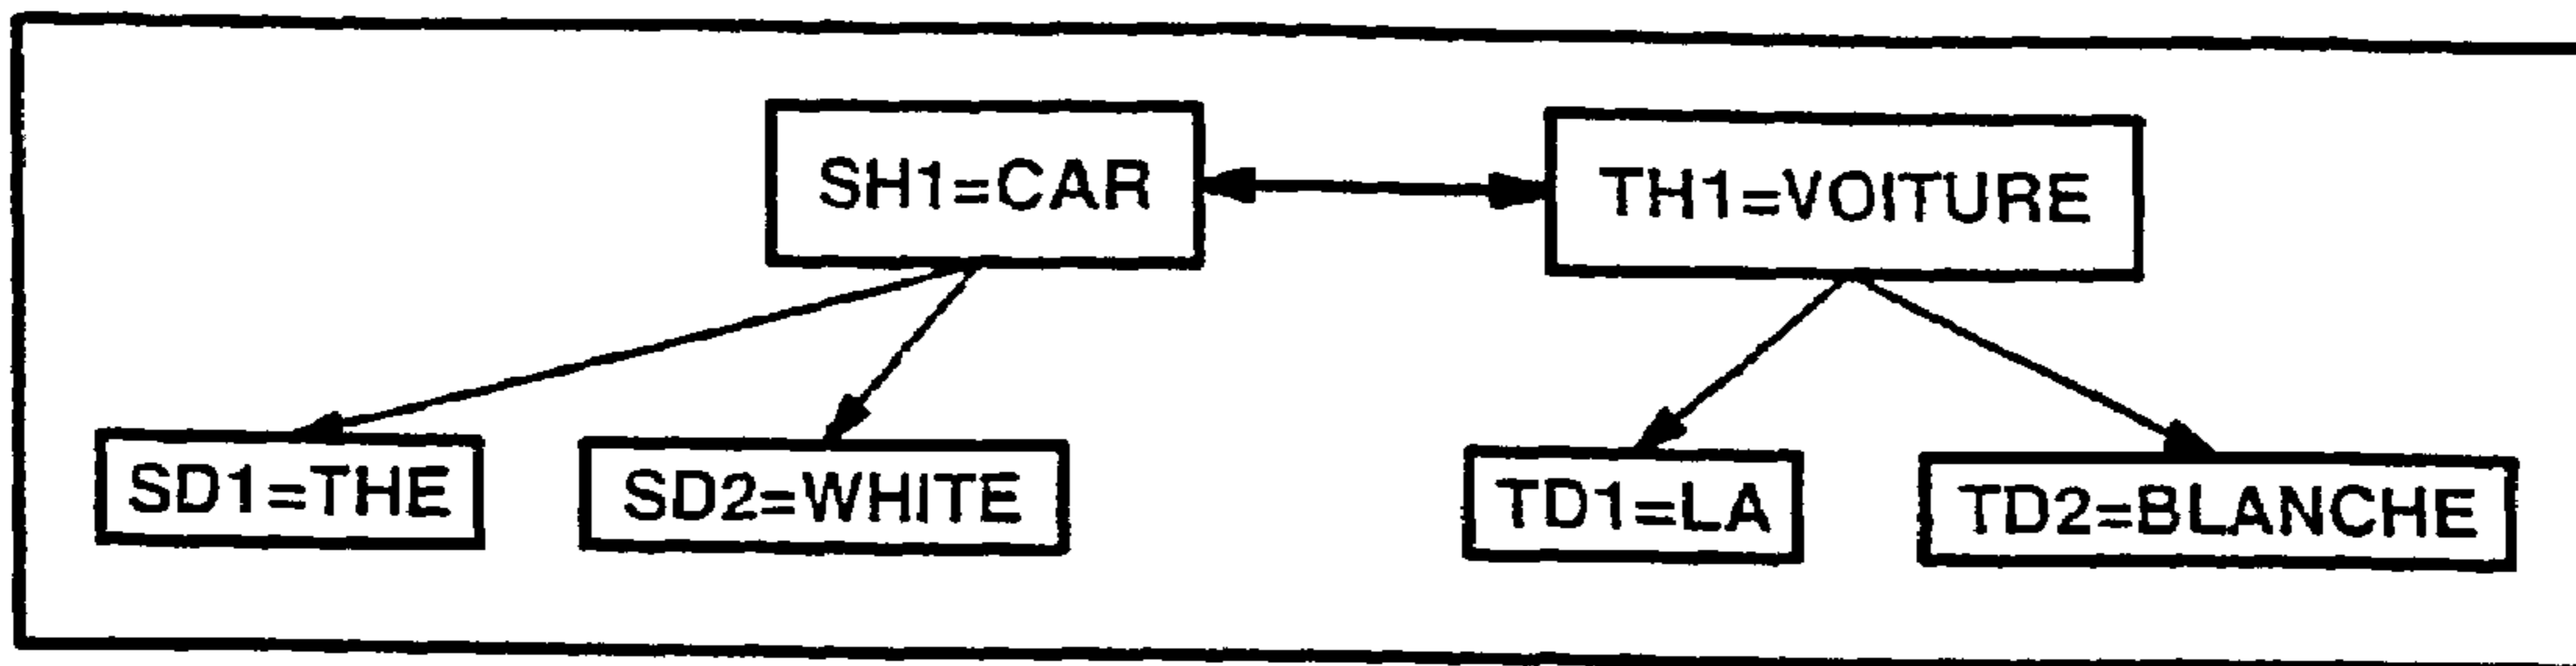 SH1=CAR
TH1=VOITURE
SD1=THE
SD2=WHITE
TD1=LA
TD2=BLANCHE